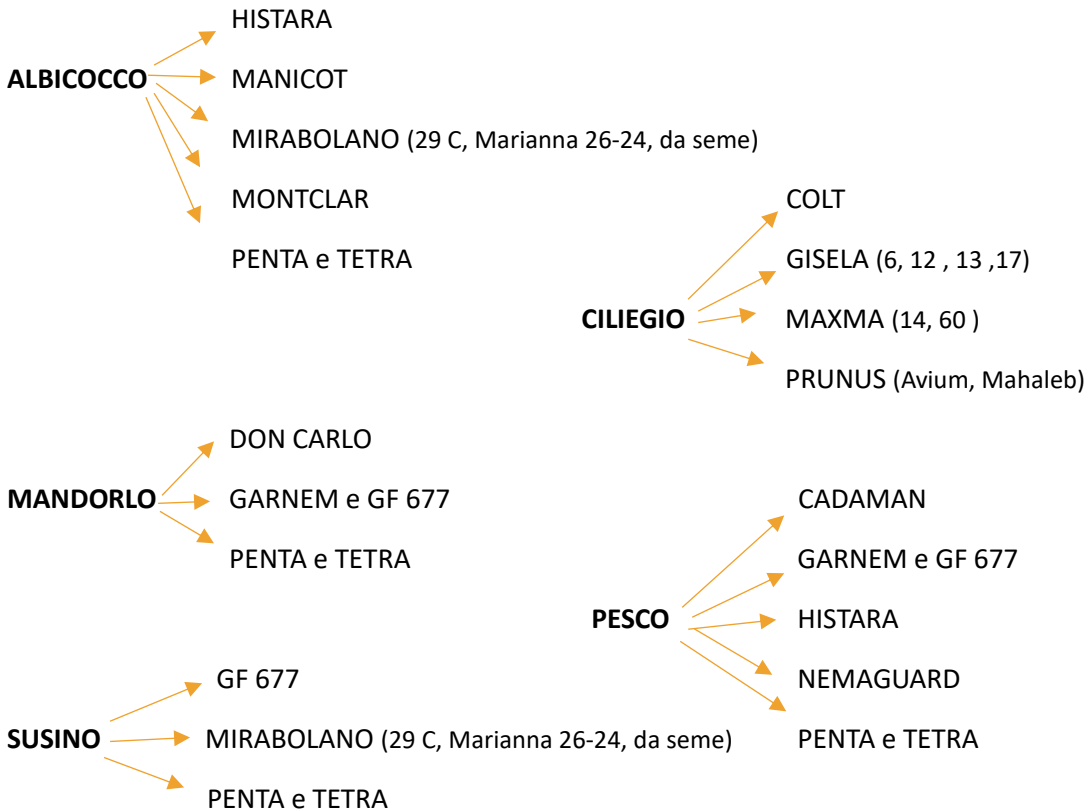 HISTARA
ALBICOCCO
MANICOT
MIRABOLANO (29 C, Marianna 26-24, da seme)
MONTCLAR
PENTA e TETRA
COLT
GISELA (6, 12 , 13 ,17)
CILIEGIO
MAXMA (14, 60 )
PRUNUS (Avium, Mahaleb)
DON CARLO
MANDORLO
GARNEM e GF 677
PENTA e TETRA
CADAMAN
GARNEM e GF 677
PESCO
HISTARA
NEMAGUARD
PENTA e TETRA
GF 677
SUSINO
MIRABOLANO (29 C, Marianna 26-24, da seme)
PENTA e TETRA